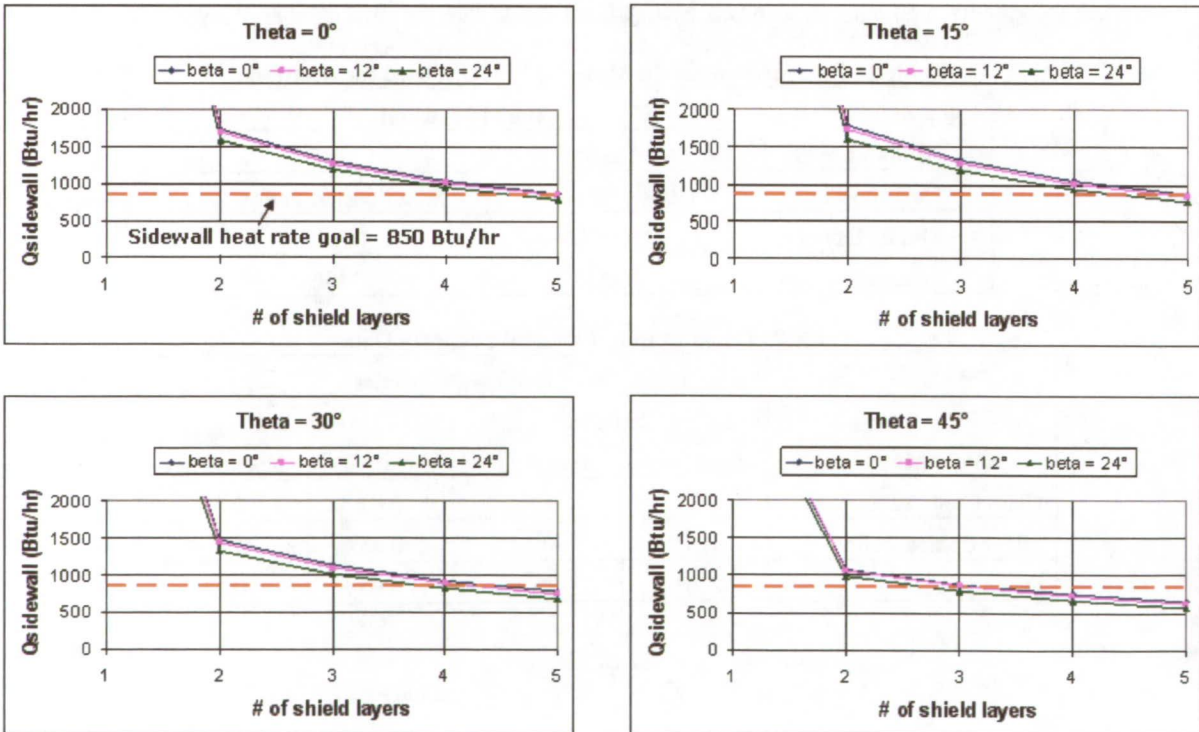 Theta = 0°
beta = 0° beta = 12° beta = 24°
Qsidewall (Btu/hr)
2000
1500
1000
500
0
Sidewall heat rate goal = 850 Btu/hr
1 2 3 4 5
# of shield layers
Theta = 15°
beta = 0° beta = 12° beta = 24°
Qsidewall (Btu/hr)
2000
1500
1000
500
0
1 2 3 4 5
# of shield layers
Theta = 30°
beta = 0° beta = 12° beta = 24°
Qsidewall (Btu/hr)
2000
1500
1000
500
0
1 2 3 4 5
# of shield layers
Theta = 45°
beta = 0° beta = 12° beta = 24°
Qsidewall (Btu/hr)
2000
1500
1000
500
0
1 2 3 4 5
# of shield layers